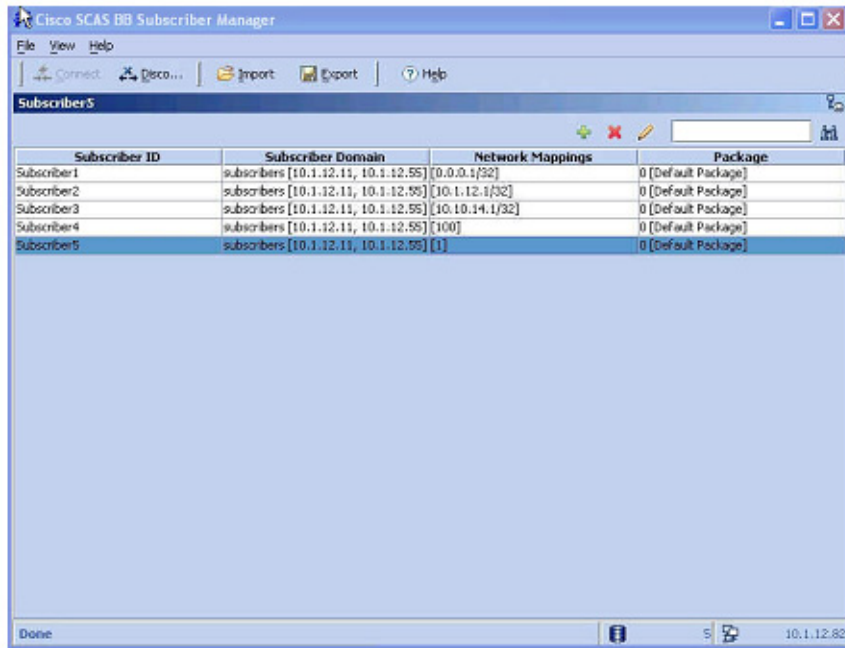 Cisco SCAS BB Subscriber Manager
File View Help
Connect Disco... Import Export Help
Subscriber5
Subscriber ID Subscriber Domain Network Mappings Package
Subscriber1 subscribers [10.1.12.11, 10.1.12.55] [0.0.0.1/32] 0 [Default Package]
Subscriber2 subscribers [10.1.12.11, 10.1.12.55] [10.1.12.1/32] 0 [Default Package]
Subscriber3 subscribers [10.1.12.11, 10.1.12.55] [10.10.14.1/32] 0 [Default Package]
Subscriber4 subscribers [10.1.12.11, 10.1.12.55] [100] 0 [Default Package]
Subscriber5 subscribers [10.1.12.11, 10.1.12.55] [1] 0 [Default Package]
Done 5 10.1.12.82